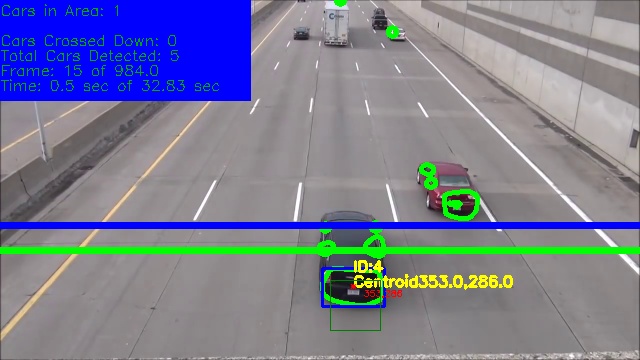 Cars in Area: 1
Cars Crossed Down: 0
Total Cars Detected: 5
Frame: 15 of 984.0
Time: 0.5 sec of 32.83 sec
ID:4
Centroid353.0,286.0